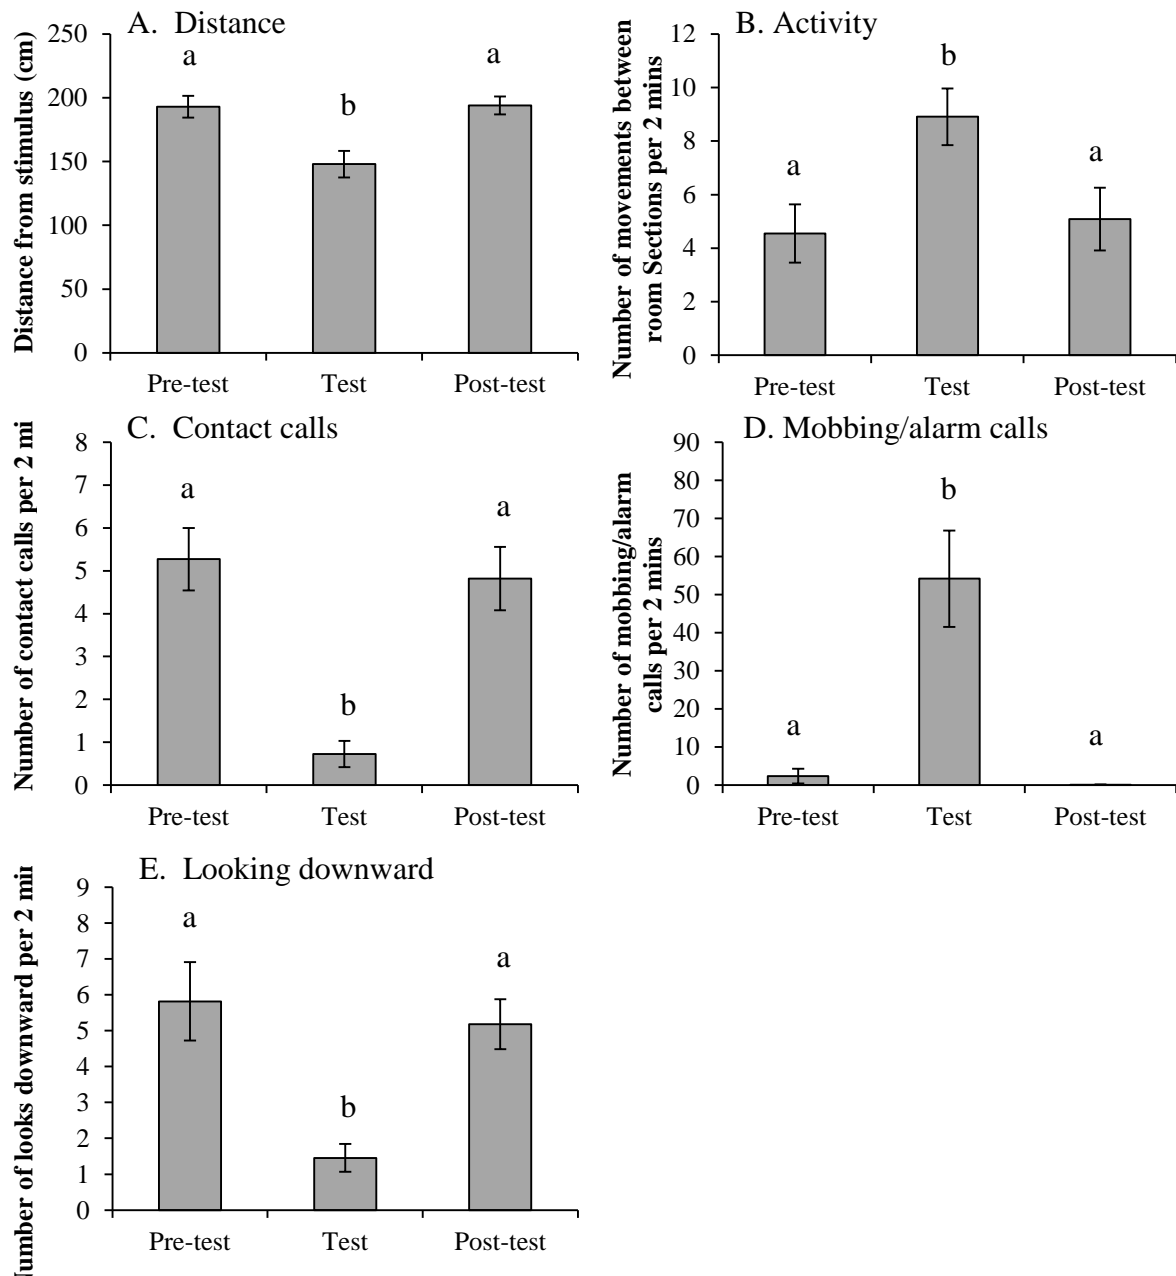 A. Distance
Distance from stimulus (cm)
250
200
150
100
50
0
a
b
a
Pre-test
Test
Post-test
B. Activity
Number of movements between
room Sections per 2 mins
12
10
8
6
4
2
0
a
b
a
Pre-test
Test
Post-test
C. Contact calls
Number of contact calls per 2 mi
8
7
6
5
4
3
2
1
0
a
b
a
Pre-test
Test
Post-test
D. Mobbing/alarm calls
Number of mobbing/alarm
calls per 2 mins
90
80
70
60
50
40
30
20
10
0
a
b
a
Pre-test
Test
Post-test
E. Looking downward
Number of looks downward per 2
9
8
7
6
5
4
3
2
1
0
a
b
a
Pre-test
Test
Post-test